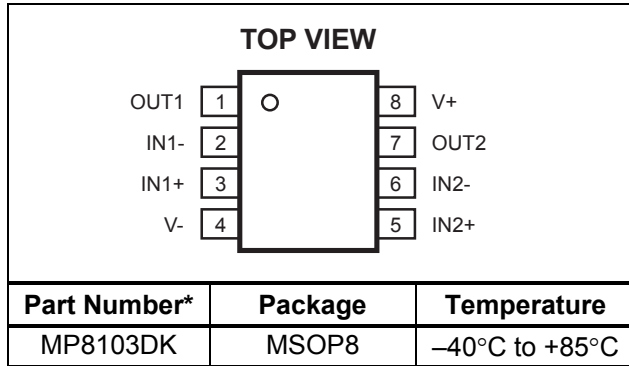 TOP VIEW
OUT1 1 8 V+
IN1- 2 7 OUT2
IN1+ 3 6 IN2-
V- 4 5 IN2+
Part Number* Package Temperature
MP8103DK MSOP8 –40°C to +85°C